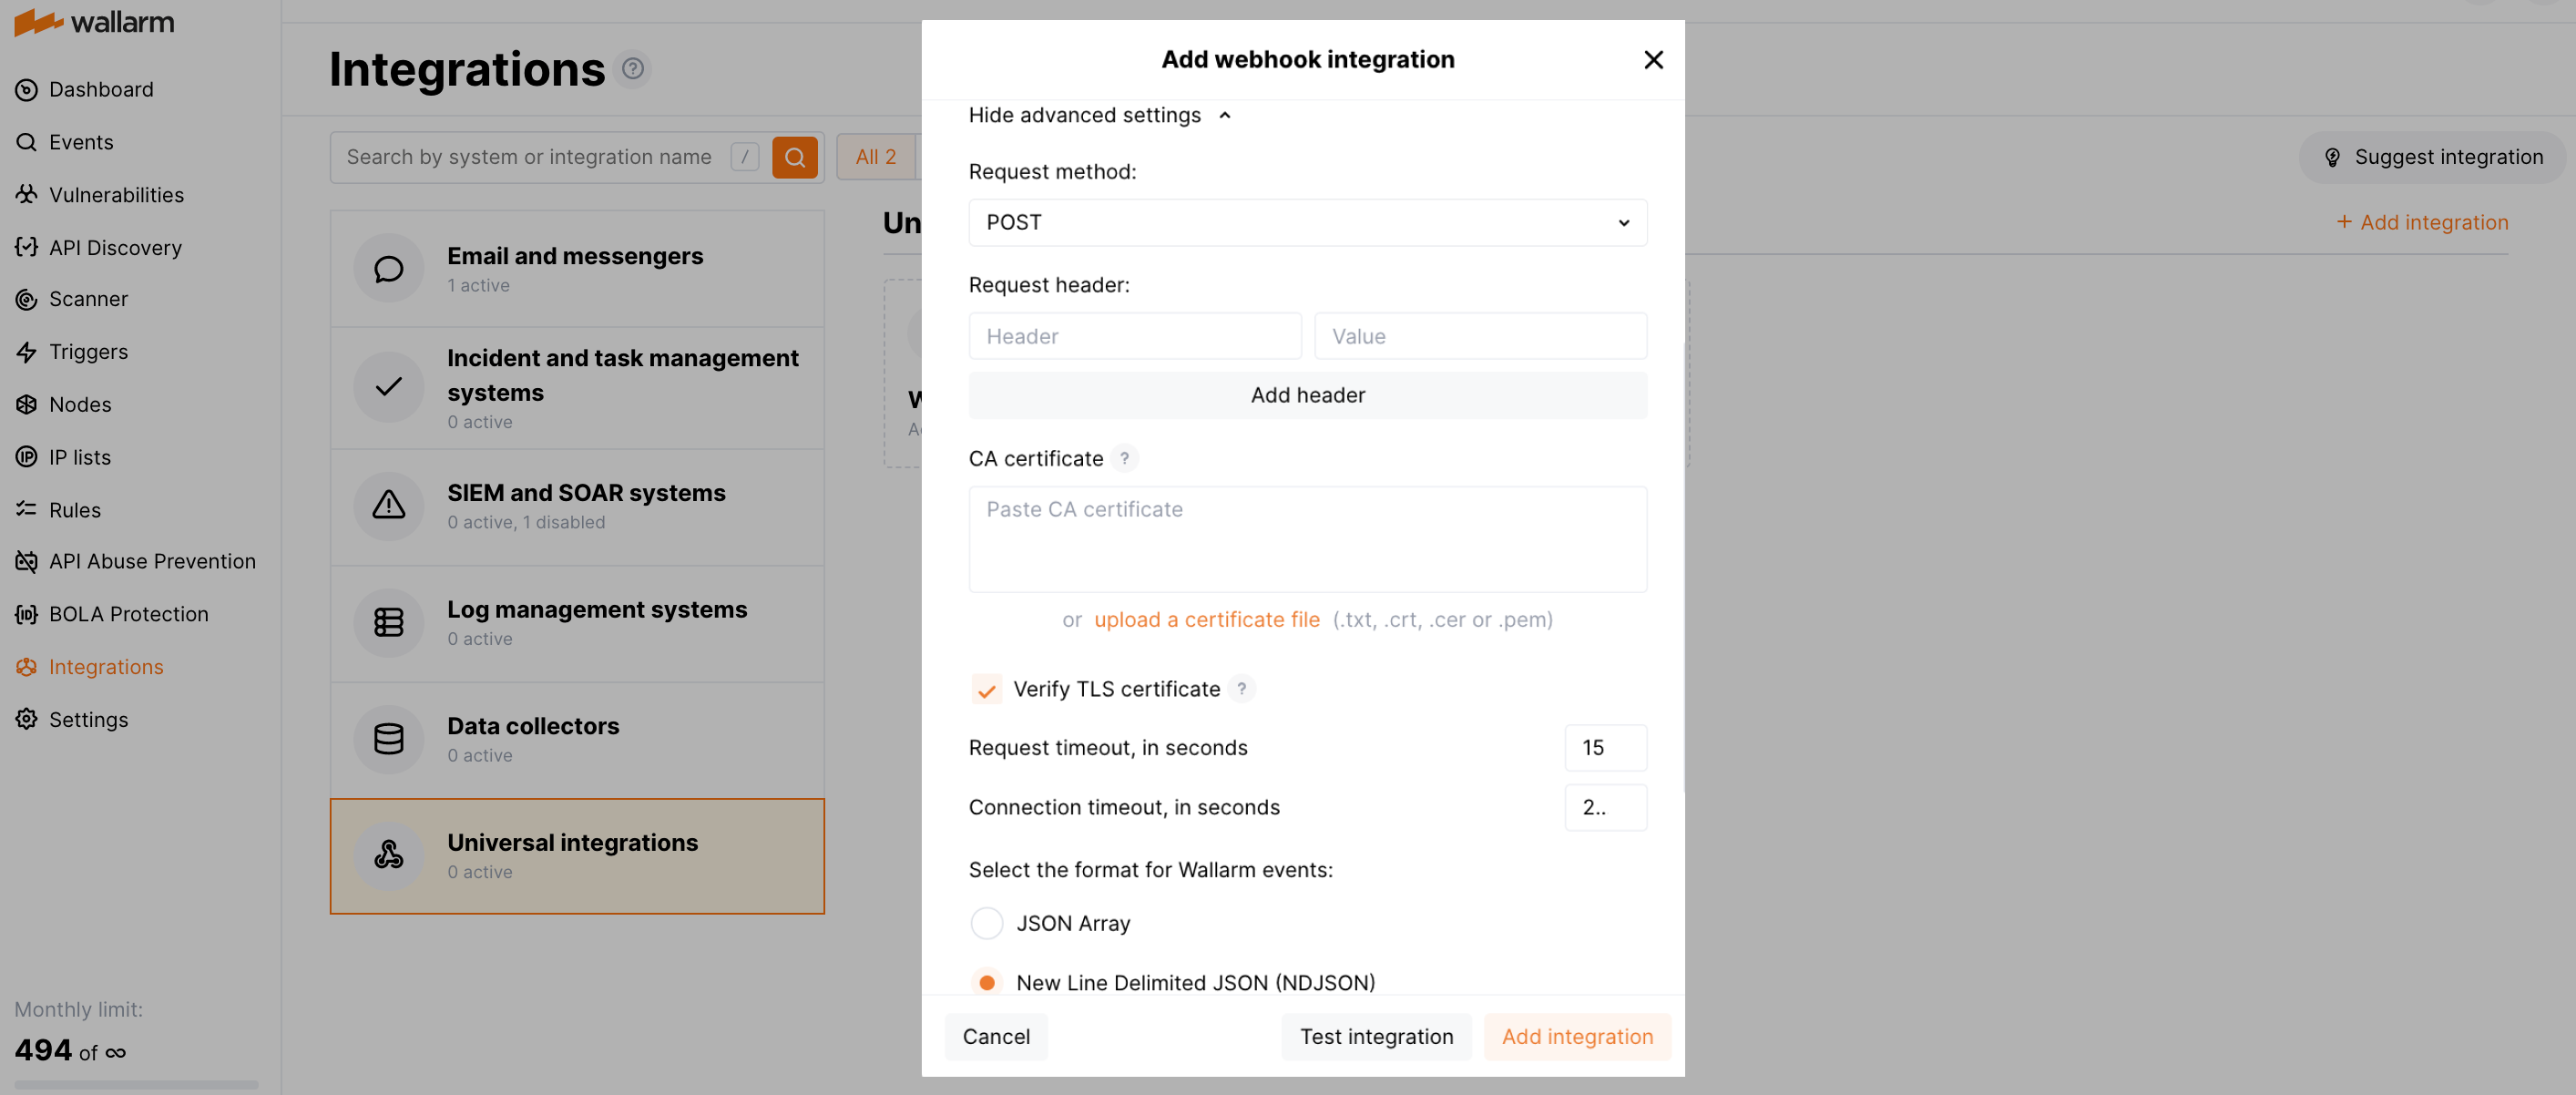 wallarm
Dashboard
Events
Vulnerabilities
API Discovery
Scanner
Triggers
Nodes
IP lists
Rules
API Abuse Prevention
BOLA Protection
Integrations
Settings
Monthly limit:
494 of ∞
Integrations ?
Search by system or integration name /
All 2
Suggest integration
Email and messengers
1 active
Incident and task management
systems
0 active
SIEM and SOAR systems
0 active, 1 disabled
Log management systems
0 active
Data collectors
0 active
Universal integrations
0 active
Un
+ Add integration
Add webhook integration
Hide advanced settings
Request method:
POST
Request header:
Header Value
Add header
CA certificate ?
Paste CA certificate
or upload a certificate file (.txt, .crt, .cer or .pem)
Verify TLS certificate ?
Request timeout, in seconds 15
Connection timeout, in seconds 2..
Select the format for Wallarm events:
JSON Array
New Line Delimited JSON (NDJSON)
Cancel Test integration Add integration